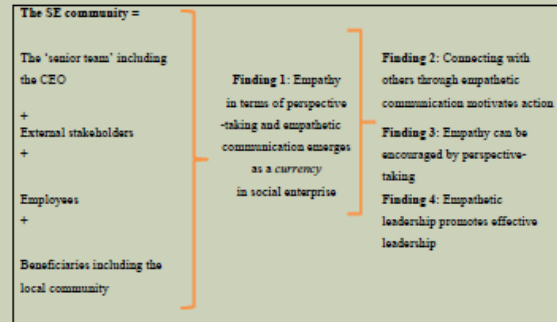 The SE community =
The ‘senior team’ including
the CEO
+
External stakeholders
+
Employees
+
Beneficiaries including the
local community
Finding 1: Empathy
in terms of perspective
-taking and empathetic
communication emerges
as a currency
in social enterprise
Finding 2: Connecting with
others through empathetic
communication motivates action
Finding 3: Empathy can be
encouraged by perspective-
taking
Finding 4: Empathetic
leadership promotes effective
leadership